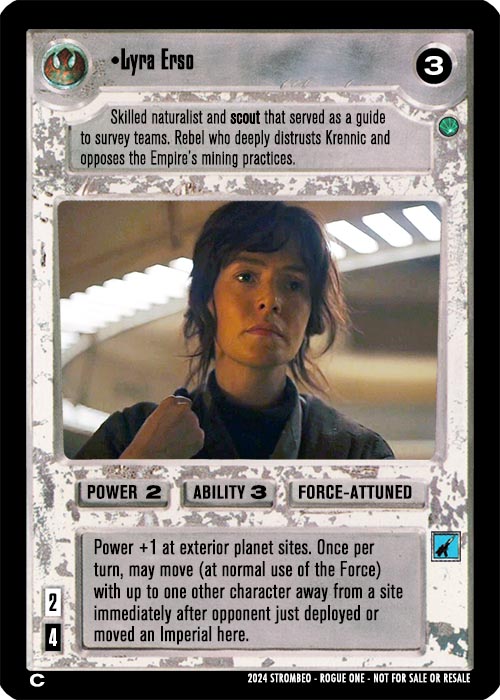 •Lyra Erso
3
Skilled naturalist and scout that served as a guide
to survey teams. Rebel who deeply distrusts Krennic and
opposes the Empire's mining practices.
POWER 2
ABILITY 3
FORCE-ATTUNED
Power +1 at exterior planet sites. Once per
turn, may move (at normal use of the Force)
with up to one other character away from a site
immediately after opponent just deployed or
moved an Imperial here.
2
4
C
2024 STROMBEO - ROGUE ONE - NOT FOR SALE OR RESALE